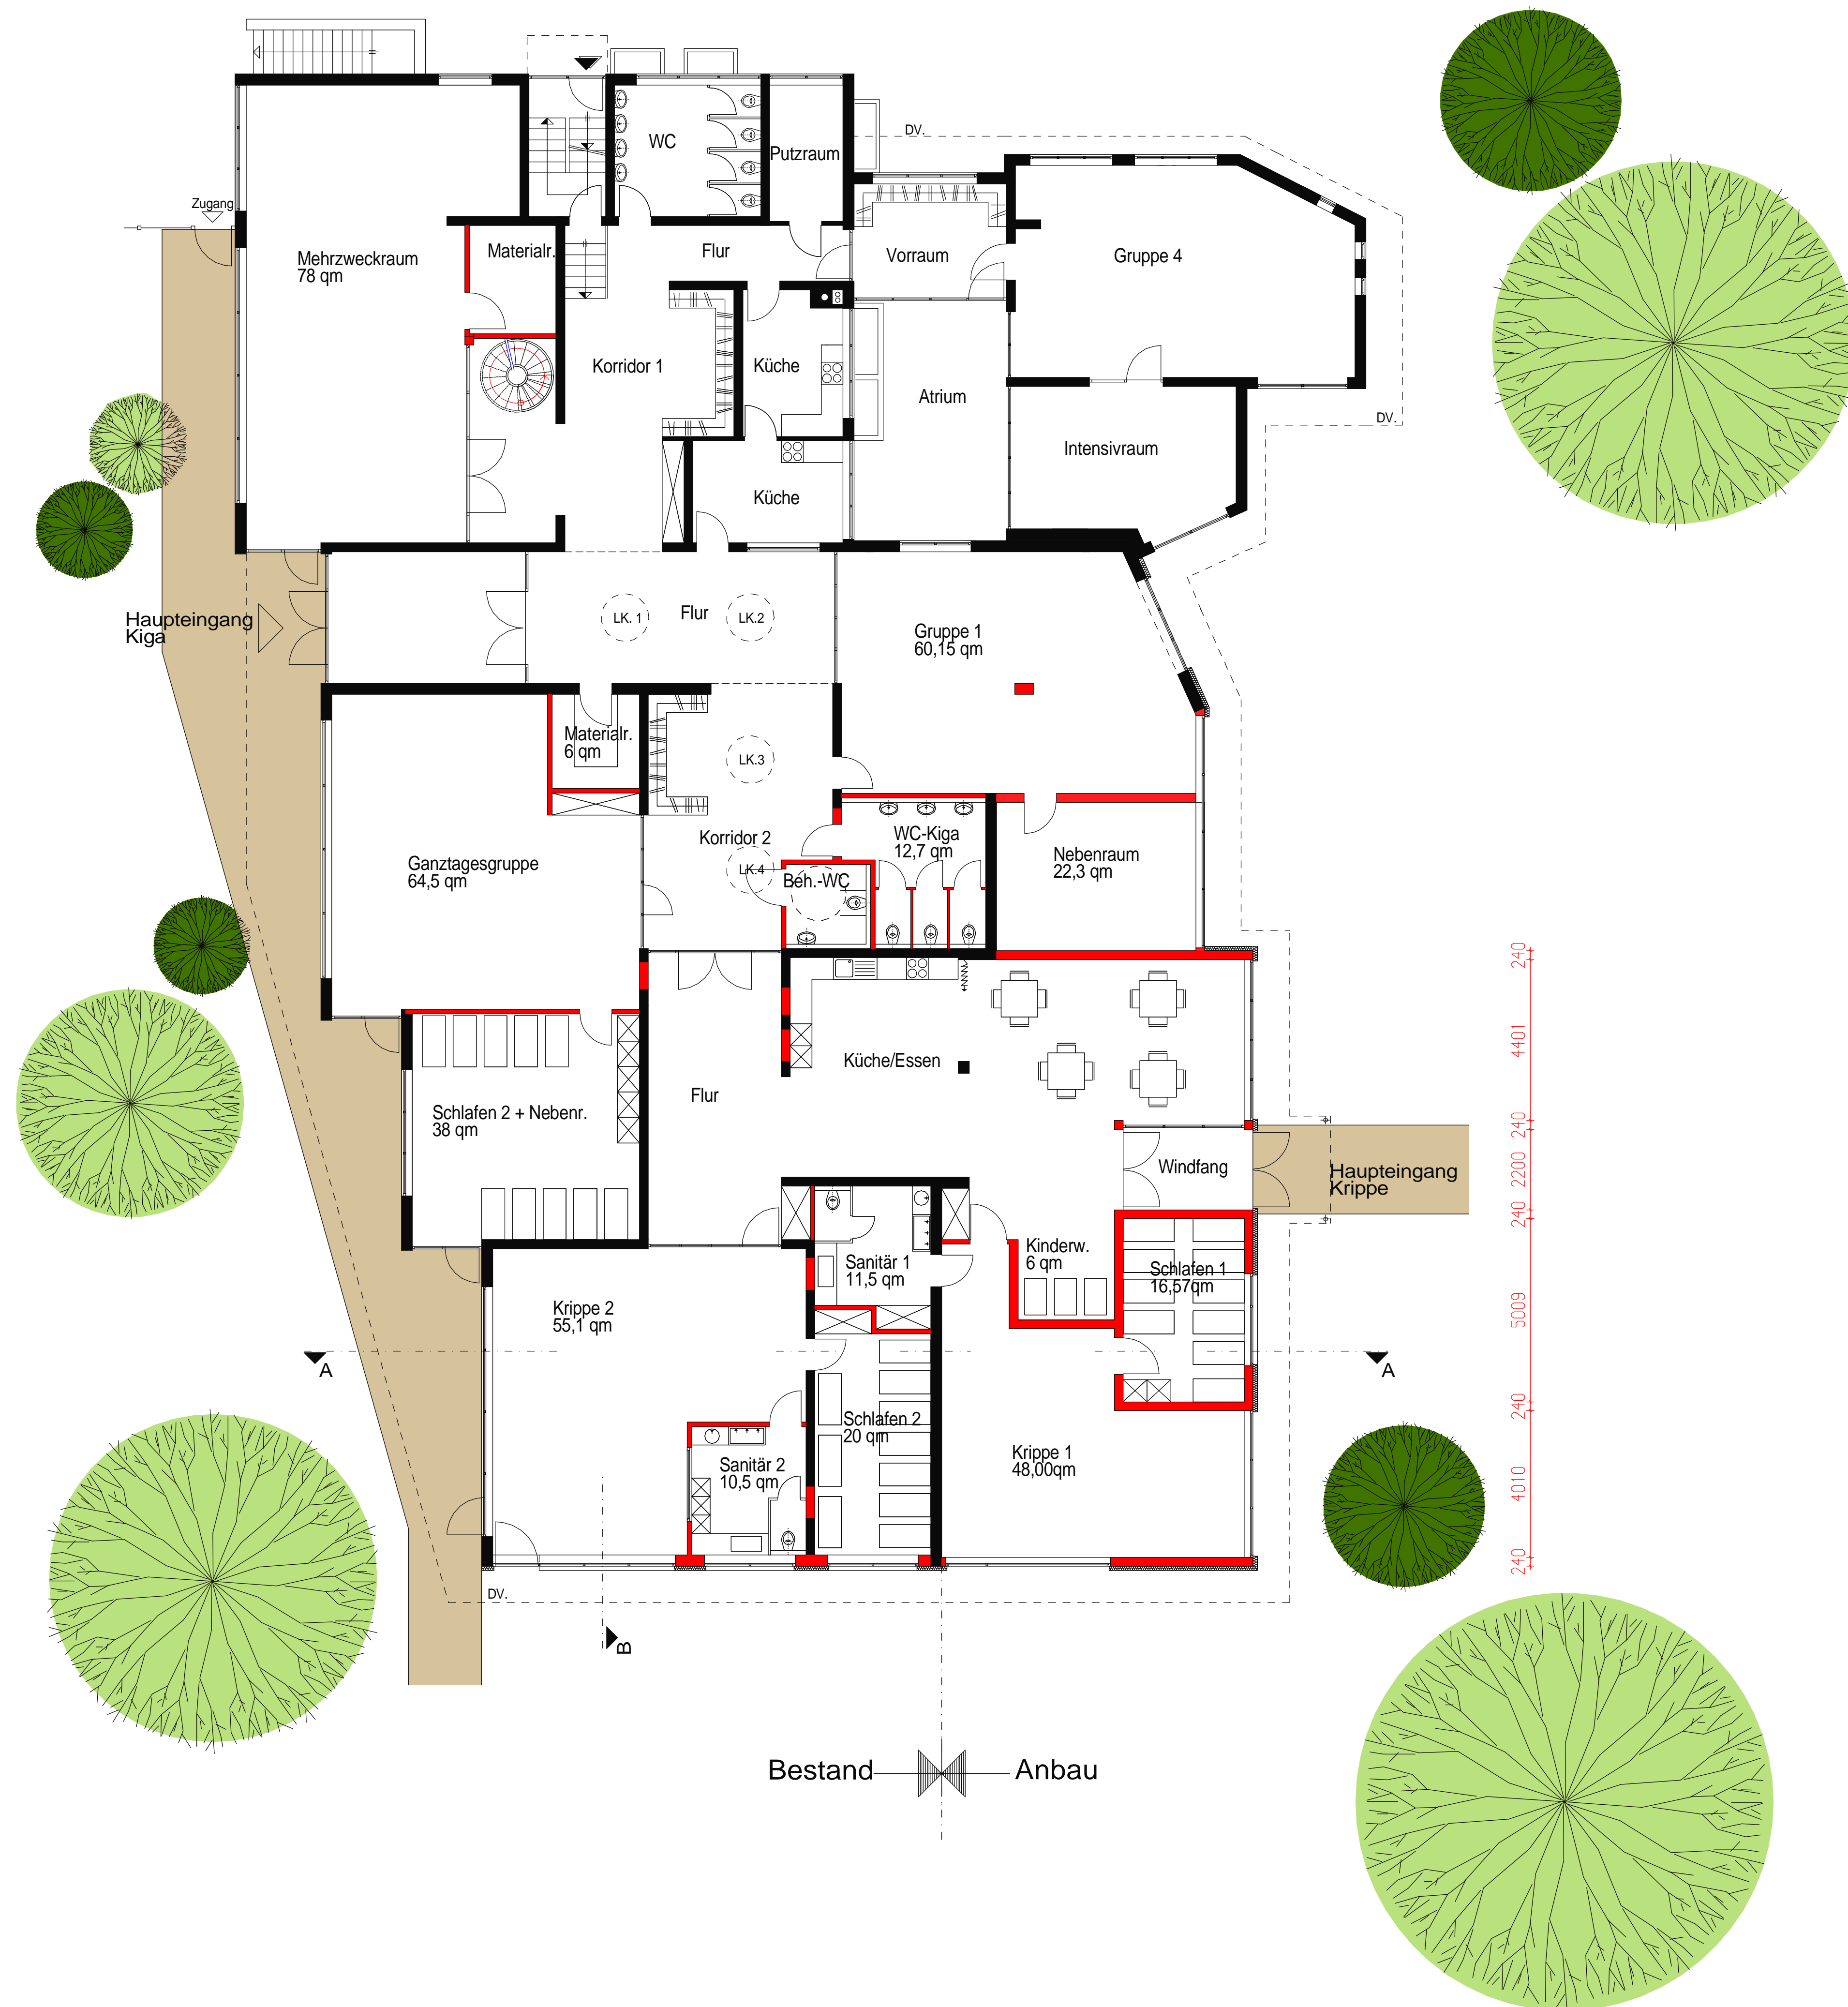 DV.
WC
Putzraum
Zugang
Mehrzweckraum
78 qm
Materialr.
Flur
Vorraum
Gruppe 4
Korridor 1
Küche
Atrium
DV.
Intensivraum
Küche
Haupteingang
Kiga
LK. 1
Flur
LK.2
Gruppe 1
60,15 qm
Materialr.
6 qm
LK.3
Korridor 2
LK.4
Beh.-WC
WC-Kiga
12,7 qm
Nebenraum
22,3 qm
Ganztagesgruppe
64,5 qm
240
4401
240
2200
240
5009
240
4010
240
Küche/Essen
Flur
Schlafen 2 + Nebenr.
38 qm
Windfang
Haupteingang
Krippe
Sanitär 1
11,5 qm
Kinderw.
6 qm
Schlafen 1
16,57qm
Krippe 2
55,1 qm
A
A
Schlafen 2
20 qm
Sanitär 2
10,5 qm
Krippe 1
48,00qm
DV.
B
Bestand
Anbau